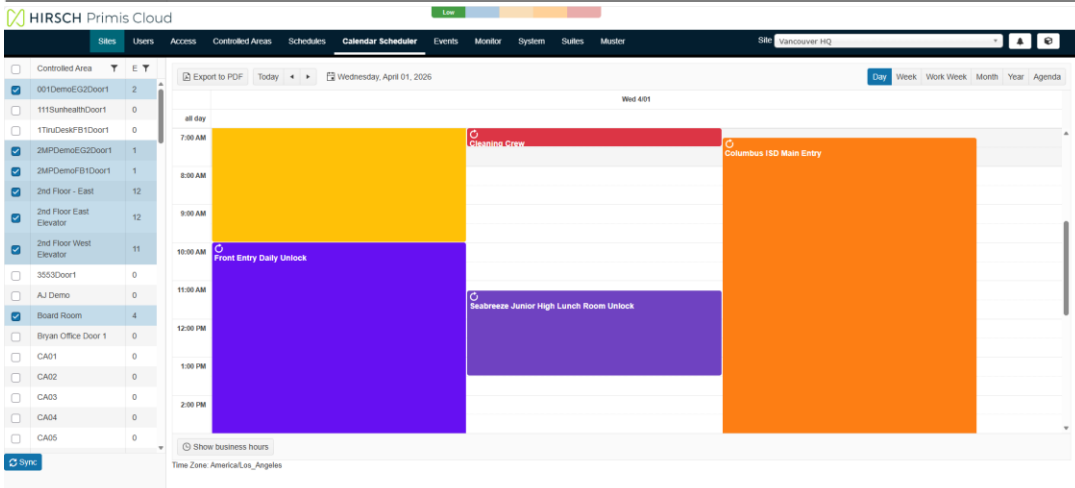 HIRSCH Primis Cloud
Low
Sites Users Access Controlled Areas Schedules Calendar Scheduler Events Monitor System Suites Muster Site Vancouver HQ
Controlled Area E
001DemoEG2Door1 2
111SunhealthDoor1 0
1TiruDeskFB1Door1 0
2MPDemoEG2Door1 1
2MPDemoFB1Door1 1
2nd Floor - East 12
2nd Floor East
Elevator 12
2nd Floor West
Elevator 11
3553Door1 0
AJ Demo 0
Board Room 4
Bryan Office Door 1 0
CA01 0
CA02 0
CA03 0
CA04 0
CA05 0
Sync
Export to PDF Today Wednesday, April 01, 2026 Day Week Work Week Month Year Agenda
Wed 4/01
all day
7:00 AM
Cleaning Crew
Columbus ISD Main Entry
8:00 AM
9:00 AM
10:00 AM
Front Entry Daily Unlock
11:00 AM
Seabreeze Junior High Lunch Room Unlock
12:00 PM
1:00 PM
2:00 PM
Show business hours
Time Zone: America/Los_Angeles